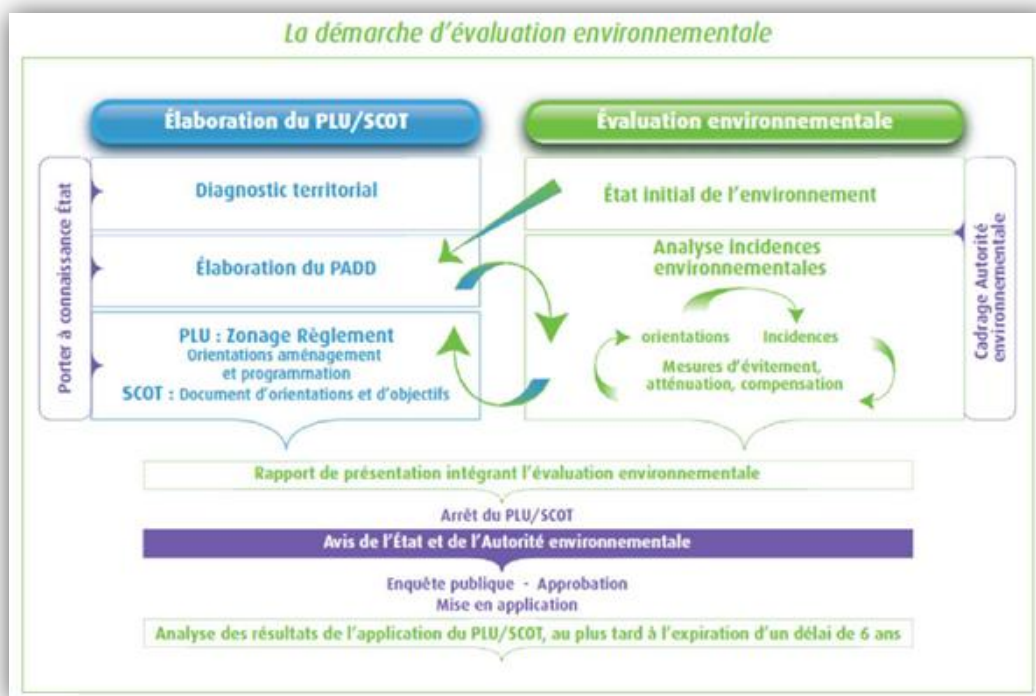 La démarche d'évaluation environnementale
Élaboration du PLU/SCOT
Évaluation environnementale
Porter à connaissance État
Diagnostic territorial
État initial de l'environnement
Élaboration du PADD
Analyse incidences
environnementales
orientations
Incidences
Mesures d'évitement,
atténuation, compensation
PLU : Zonage Règlement
Orientations aménagement
et programmation
SCOT : Document d'orientations et d'objectifs
Cadrage Autorité
environnementale
Rapport de présentation intégrant l'évaluation environnementale
Arrêt du PLU/SCOT
Avis de l'État et de l'Autorité environnementale
Enquête publique - Approbation
Mise en application
Analyse des résultats de l'application du PLU/SCOT, au plus tard à l'expiration d'un délai de 6 ans